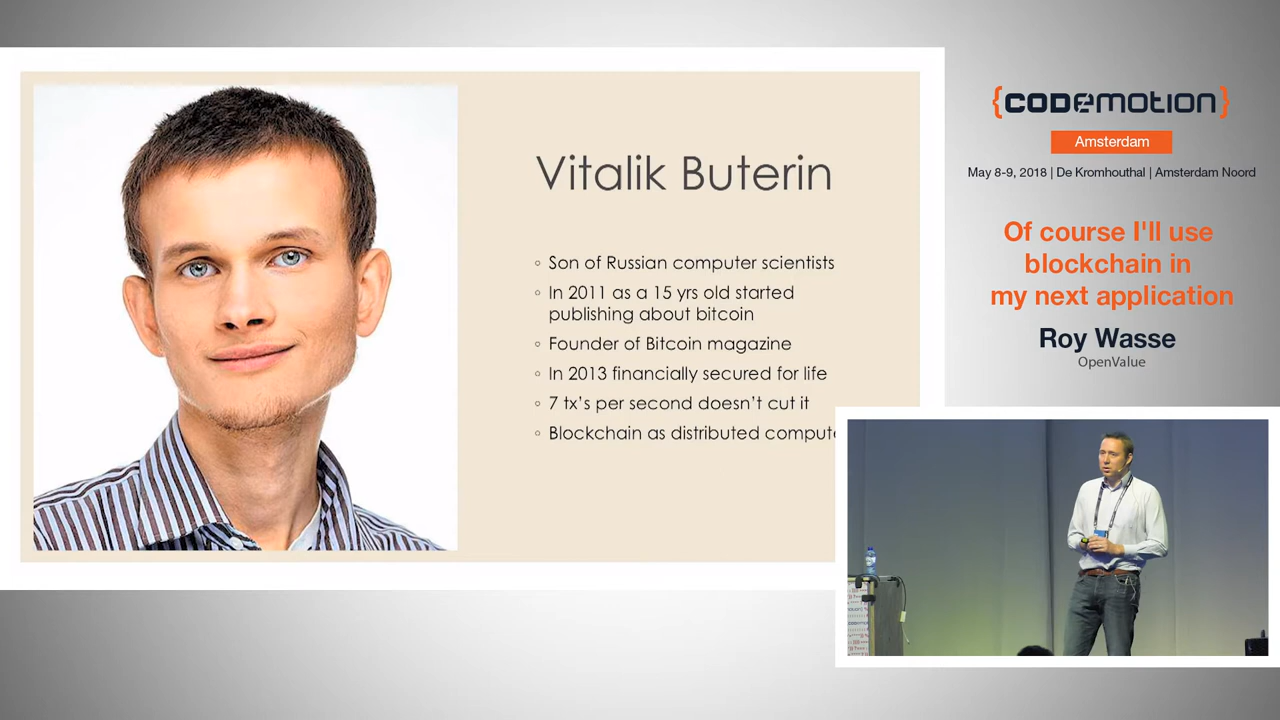 Vitalik Buterin
◦ Son of Russian computer scientists
◦ In 2011 as a 15 yrs old started
publishing about bitcoin
◦ Founder of Bitcoin magazine
◦ In 2013 financially secured for life
◦ 7 tx's per second doesn't cut it
◦ Blockchain as distributed compute
{CODEMOTION}
Amsterdam
May 8-9, 2018 | De Kromhouthal | Amsterdam Noord
Of course I'll use
blockchain in
my next application
Roy Wasse
OpenValue